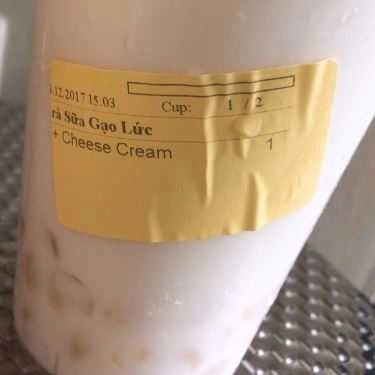 .12.2017 15:03
Cup: 1 / 2
rà Sữa Gạo Lức
+ Cheese Cream 1